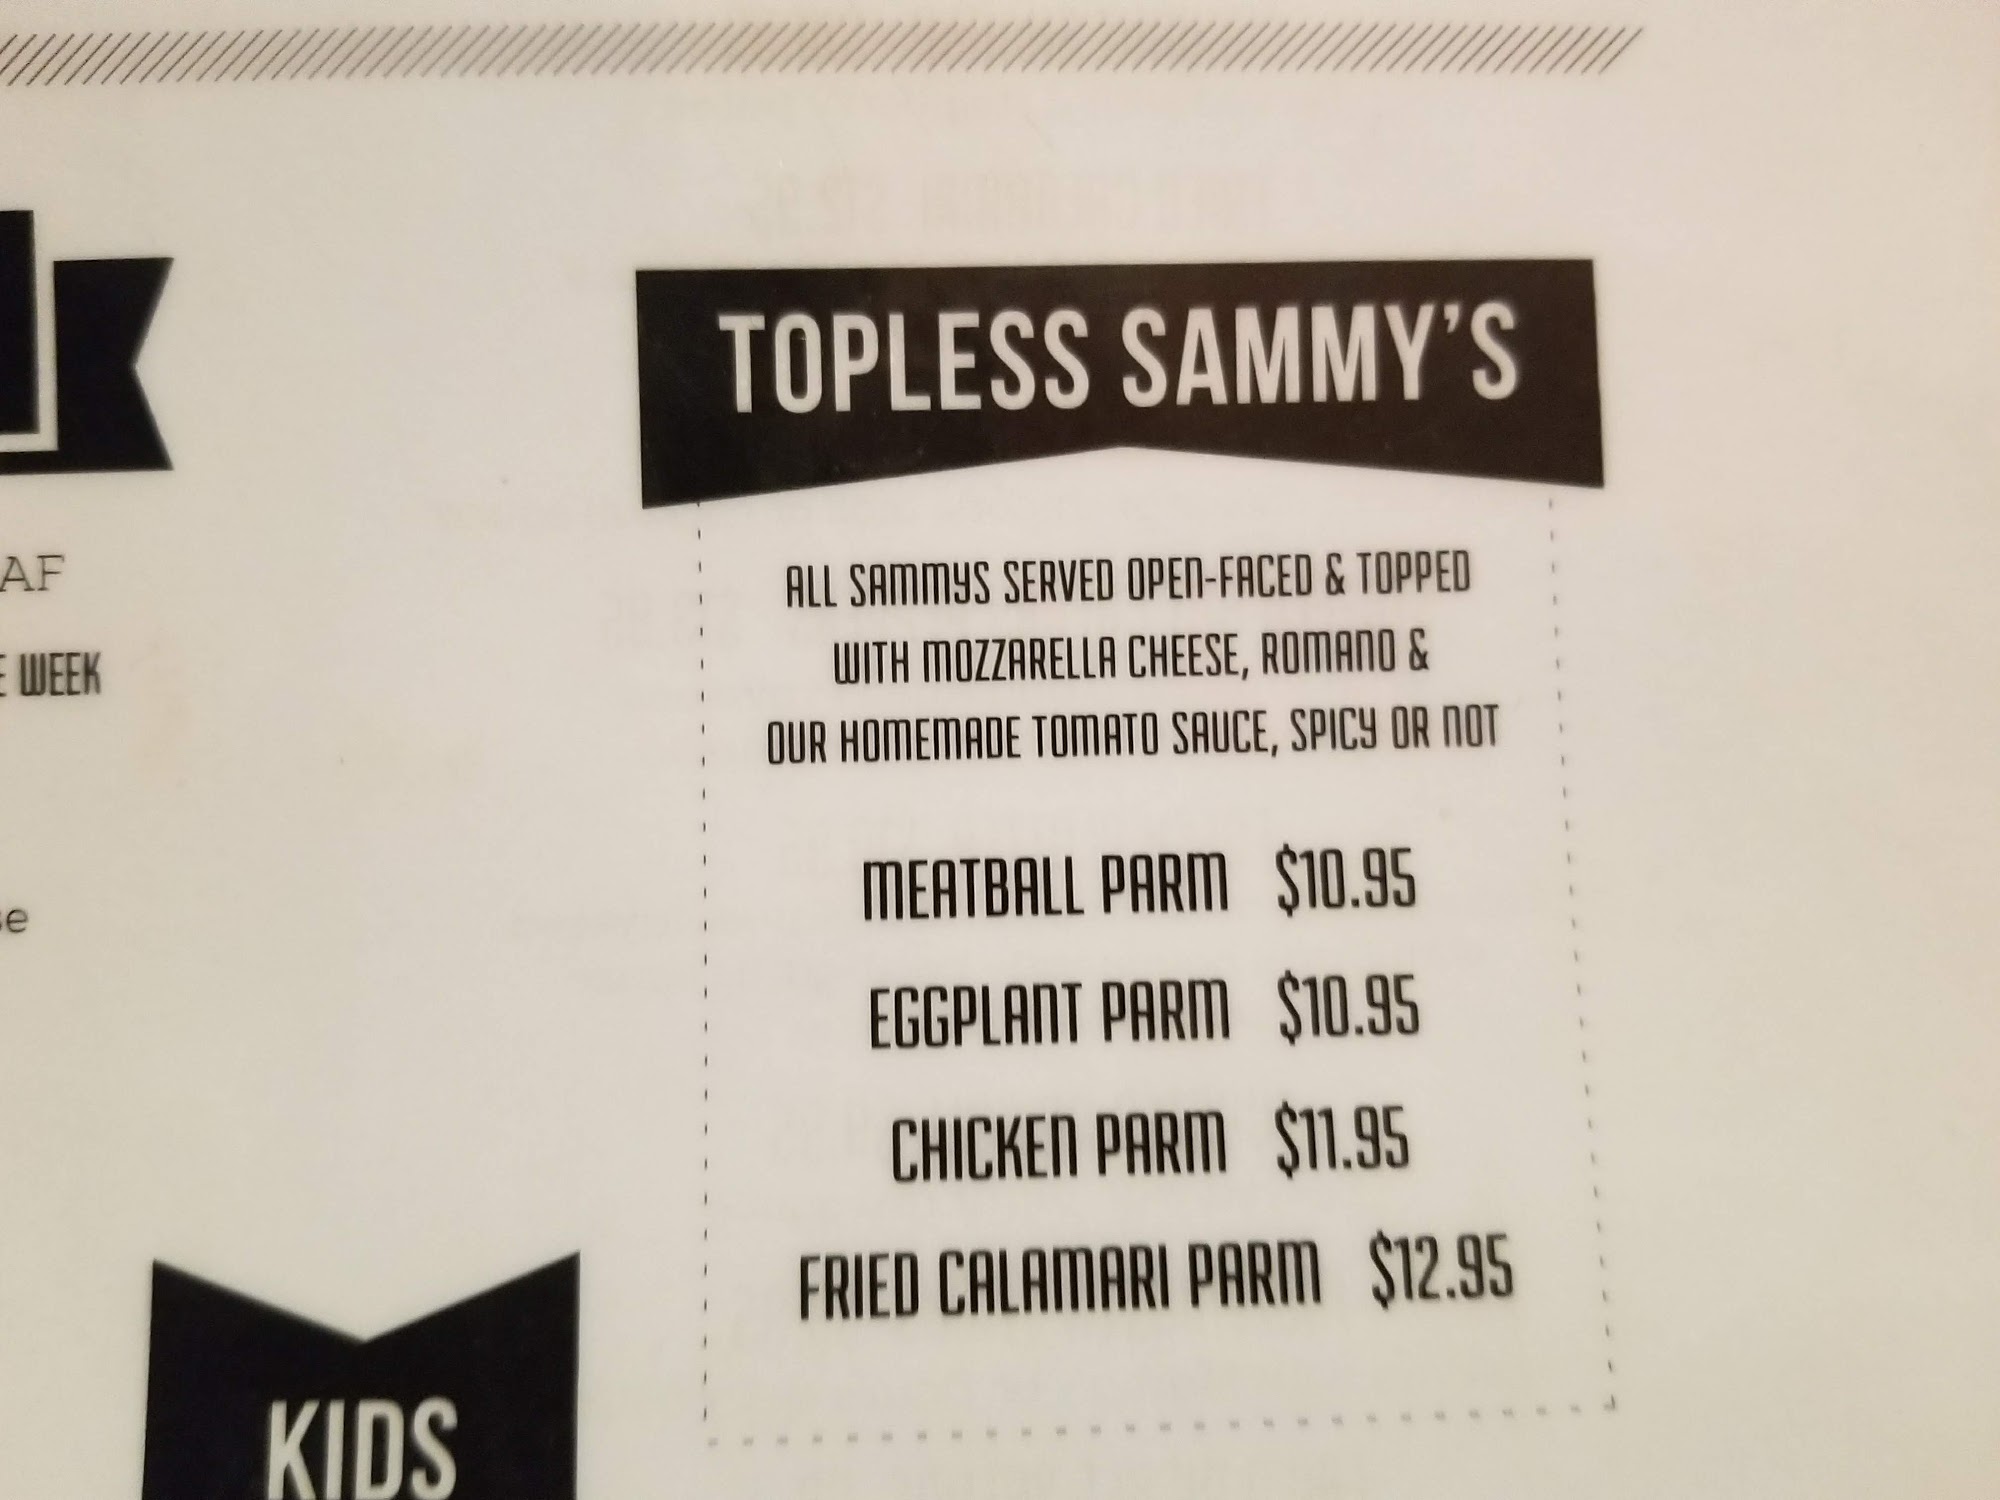 TOPLESS SAMMY'S
ALL SAMMYS SERVED OPEN-FACED & TOPPED
WITH MOZZARELLA CHEESE, ROMANO &
OUR HOMEMADE TOMATO SAUCE, SPICY OR NOT
MEATBALL PARM $10.95
EGGPLANT PARM $10.95
CHICKEN PARM $11.95
FRIED CALAMARI PARM $12.95
AF
E WEEK
se
KIDS